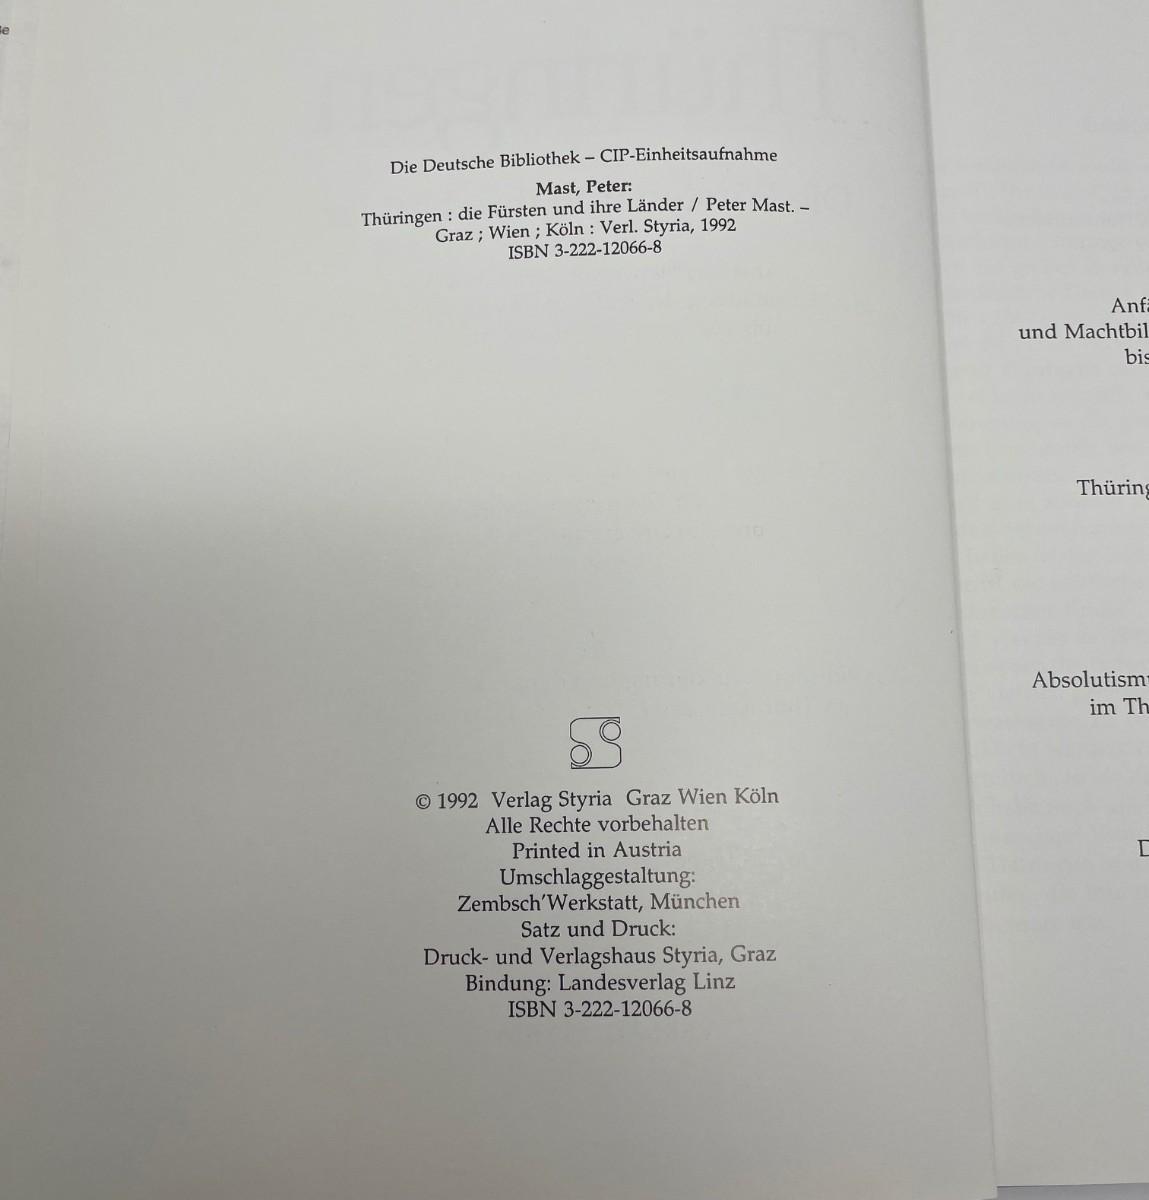 Die Deutsche Bibliothek – CIP-Einheitsaufnahme
Mast, Peter:
Thüringen : die Fürsten und ihre Länder / Peter Mast. –
Graz ; Wien ; Köln : Verl. Styria, 1992
ISBN 3-222-12066-8
© 1992 Verlag Styria Graz Wien Köln
Alle Rechte vorbehalten
Printed in Austria
Umschlaggestaltung:
Zembsch'Werkstatt, München
Satz und Druck:
Druck- und Verlagshaus Styria, Graz
Bindung: Landesverlag Linz
ISBN 3-222-12066-8
und
bis
im